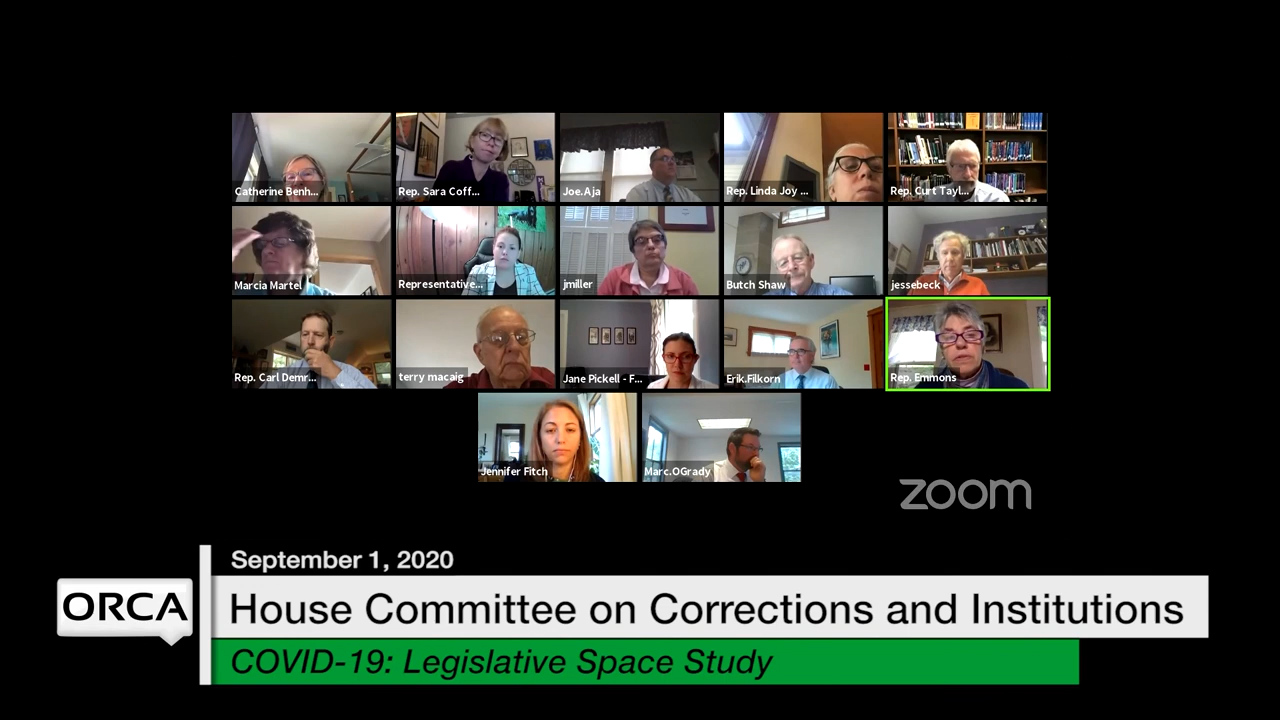 Catherine Benh...
Rep. Sara Coff...
Joe.Aja
Rep. Linda Joy ...
Rep. Curt Tayl...
Marcia Martel
Representative...
jmiller
Butch Shaw
jessebeck
Rep. Carl Demr...
terry macaig
Jane Pickell - F...
Erik.Filkorn
Rep. Emmons
Jennifer Fitch
Marc.OGrady
zoom
September 1, 2020
ORCA
House Committee on Corrections and Institutions
COVID-19: Legislative Space Study